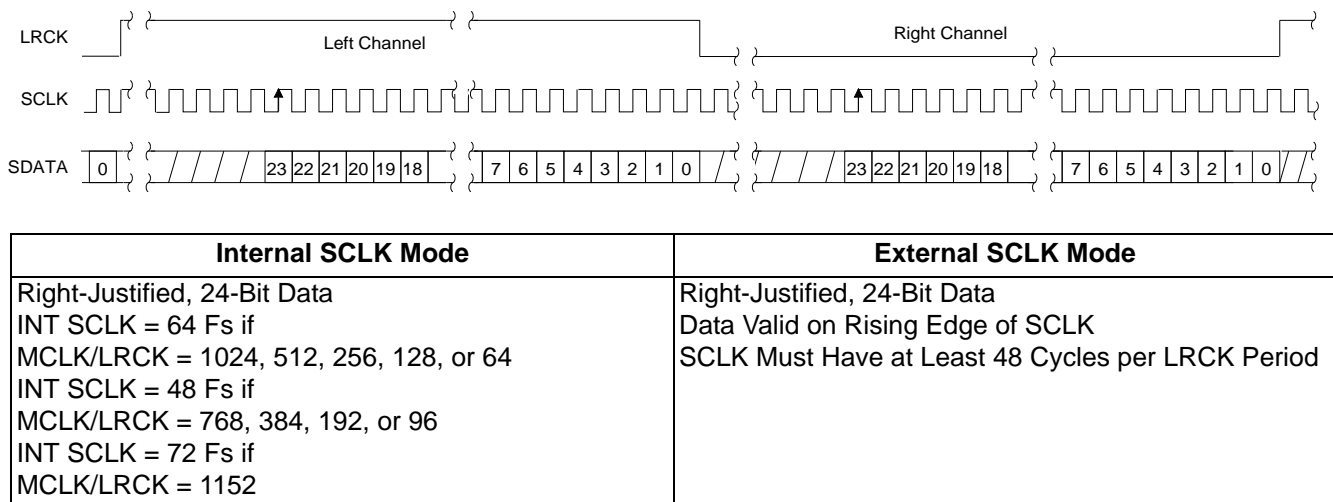 LRCK
Left Channel
Right Channel
SCLK
SDATA 0 23 22 21 20 19 18 7 6 5 4 3 2 1 0 23 22 21 20 19 18 7 6 5 4 3 2 1 0
Internal SCLK Mode
Right-Justified, 24-Bit Data
INT SCLK = 64 Fs if
MCLK/LRCK = 1024, 512, 256, 128, or 64
INT SCLK = 48 Fs if
MCLK/LRCK = 768, 384, 192, or 96
INT SCLK = 72 Fs if
MCLK/LRCK = 1152
External SCLK Mode
Right-Justified, 24-Bit Data
Data Valid on Rising Edge of SCLK
SCLK Must Have at Least 48 Cycles per LRCK Period